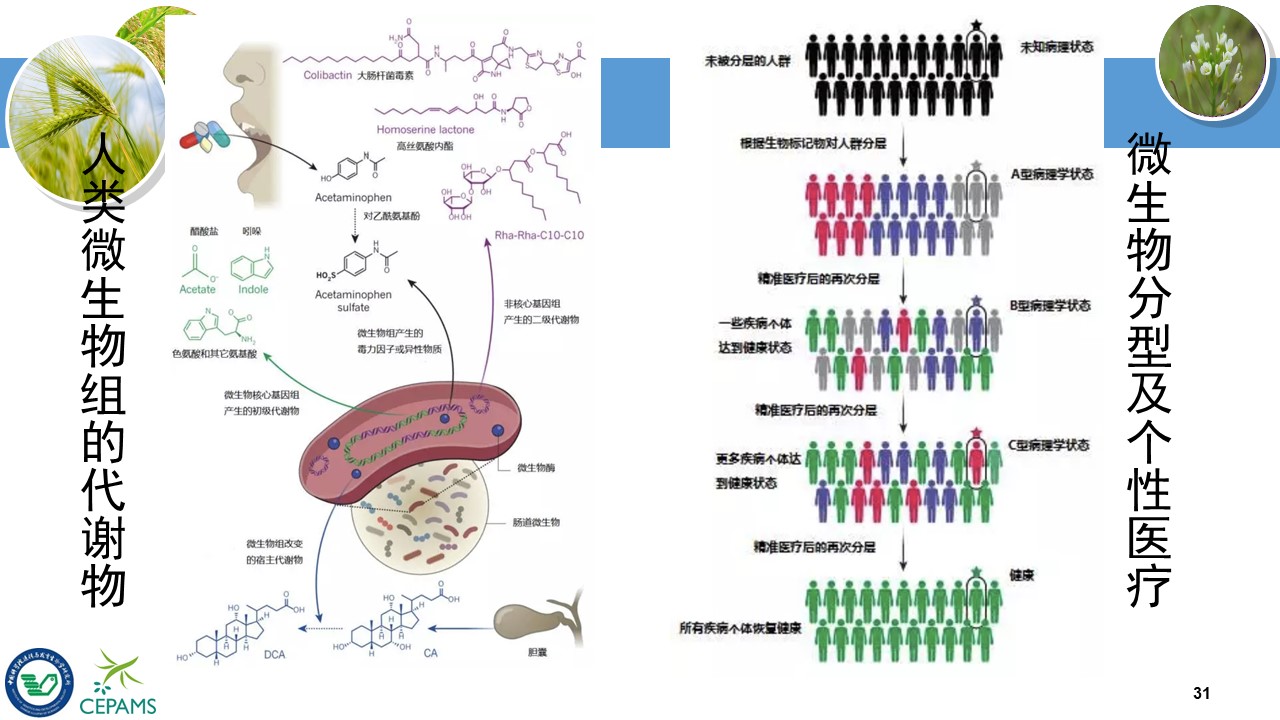 人类微生物组的代谢物
Colibactin 大肠杆菌毒素
Homoserine lactone
高丝氨酸内酯
Acetaminophen
对乙酰氨基酚
Rha-Rha-C10-C10
醋酸盐 吲哚
Acetate Indole
Acetaminophen
sulfate
非核心基因组
产生的二级代谢物
微生物组产生的
毒力因子或异性物质
色氨酸和其它氨基酸
微生物核心基因组
产生的初级代谢物
微生物酶
肠道微生物
微生物组改变
的宿主代谢物
DCA
CA
胆囊
未被分层的人群
未知病理状态
根据生物标记物对人群分层
A型病理学状态
精准医疗后的再次分层
B型病理学状态
一些疾病个体
达到健康状态
精准医疗后的再次分层
C型病理学状态
更多疾病个体达
到健康状态
精准医疗后的再次分层
健康
所有疾病个体恢复健康
微生物分型及个性医疗
CEPAMS
31